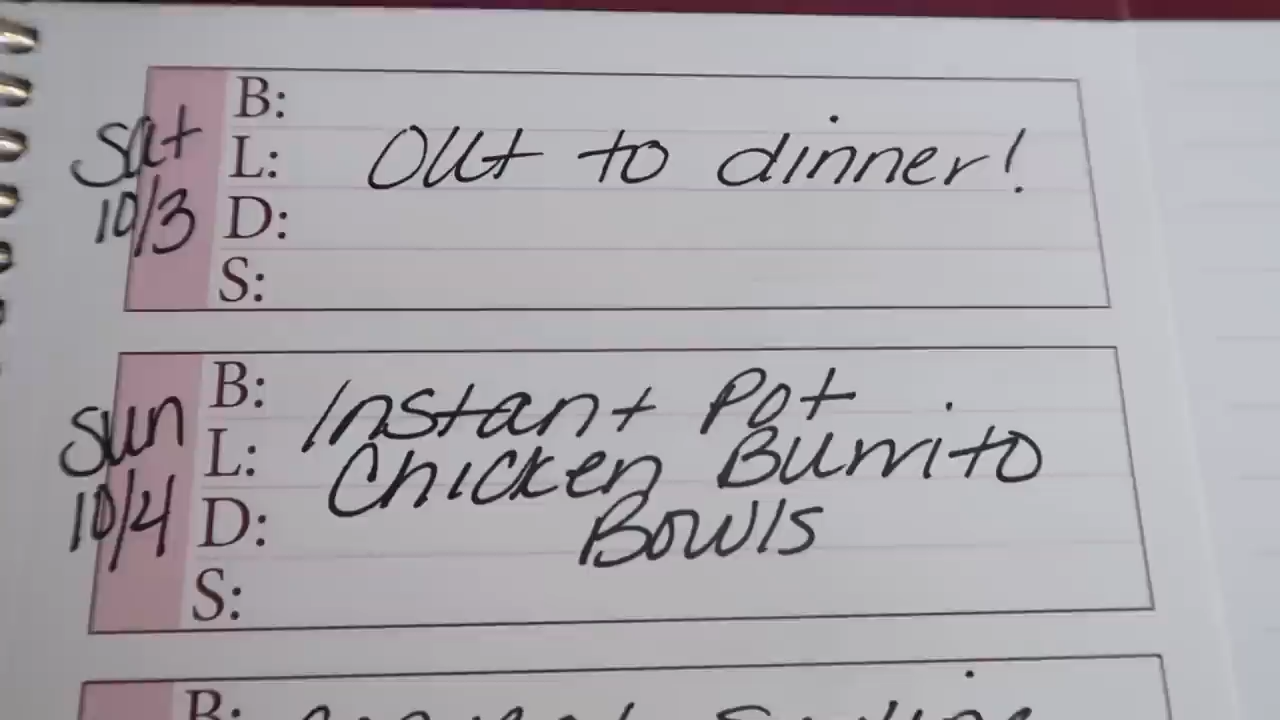 Sat
10/3
B:
L: Out to dinner!
D:
S:
Sun
10/4
B: Instant Pot
L: Chicken Burrito
D: Bowls
S:
B: